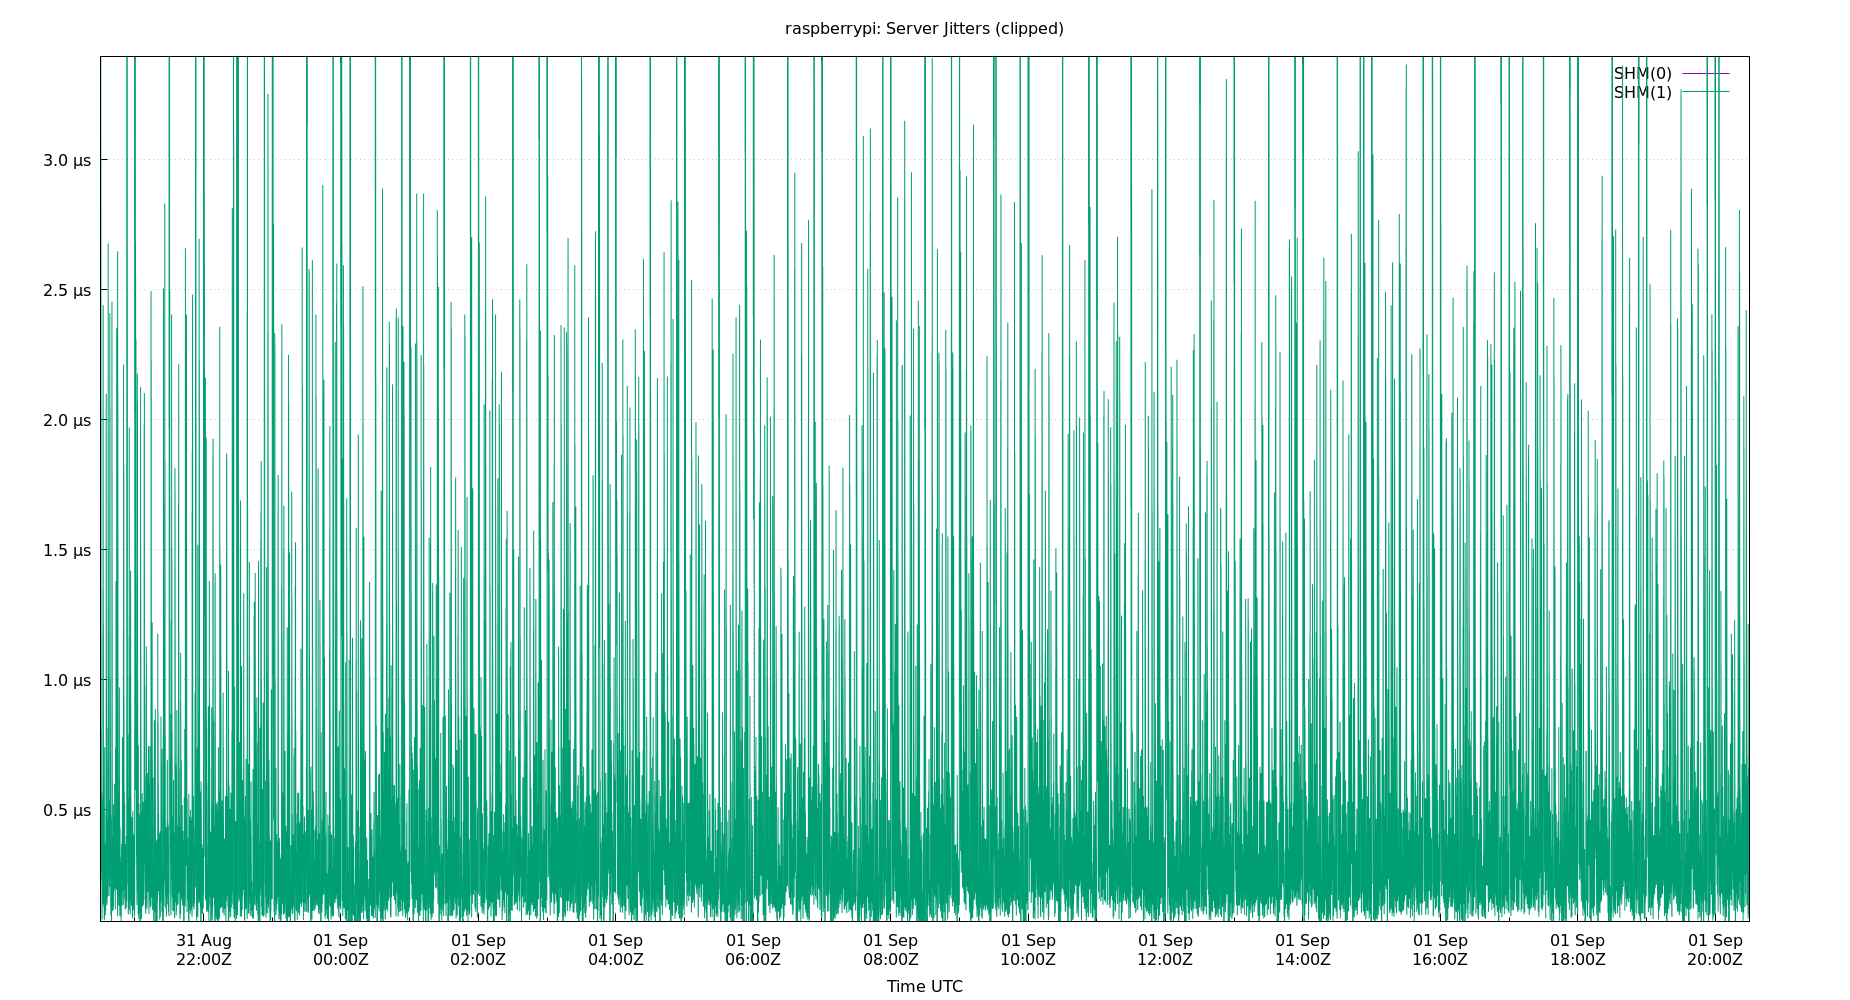 raspberrypi: Server Jitters (clipped)
SHM(0)
SHM(1)
3.0 µs
2.5 µs
2.0 µs
1.5 µs
1.0 µs
0.5 µs
31 Aug 01 Sep 01 Sep 01 Sep 01 Sep 01 Sep 01 Sep 01 Sep 01 Sep 01 Sep 01 Sep 01 Sep
22:00Z 00:00Z 02:00Z 04:00Z 06:00Z 08:00Z 10:00Z 12:00Z 14:00Z 16:00Z 18:00Z 20:00Z
Time UTC